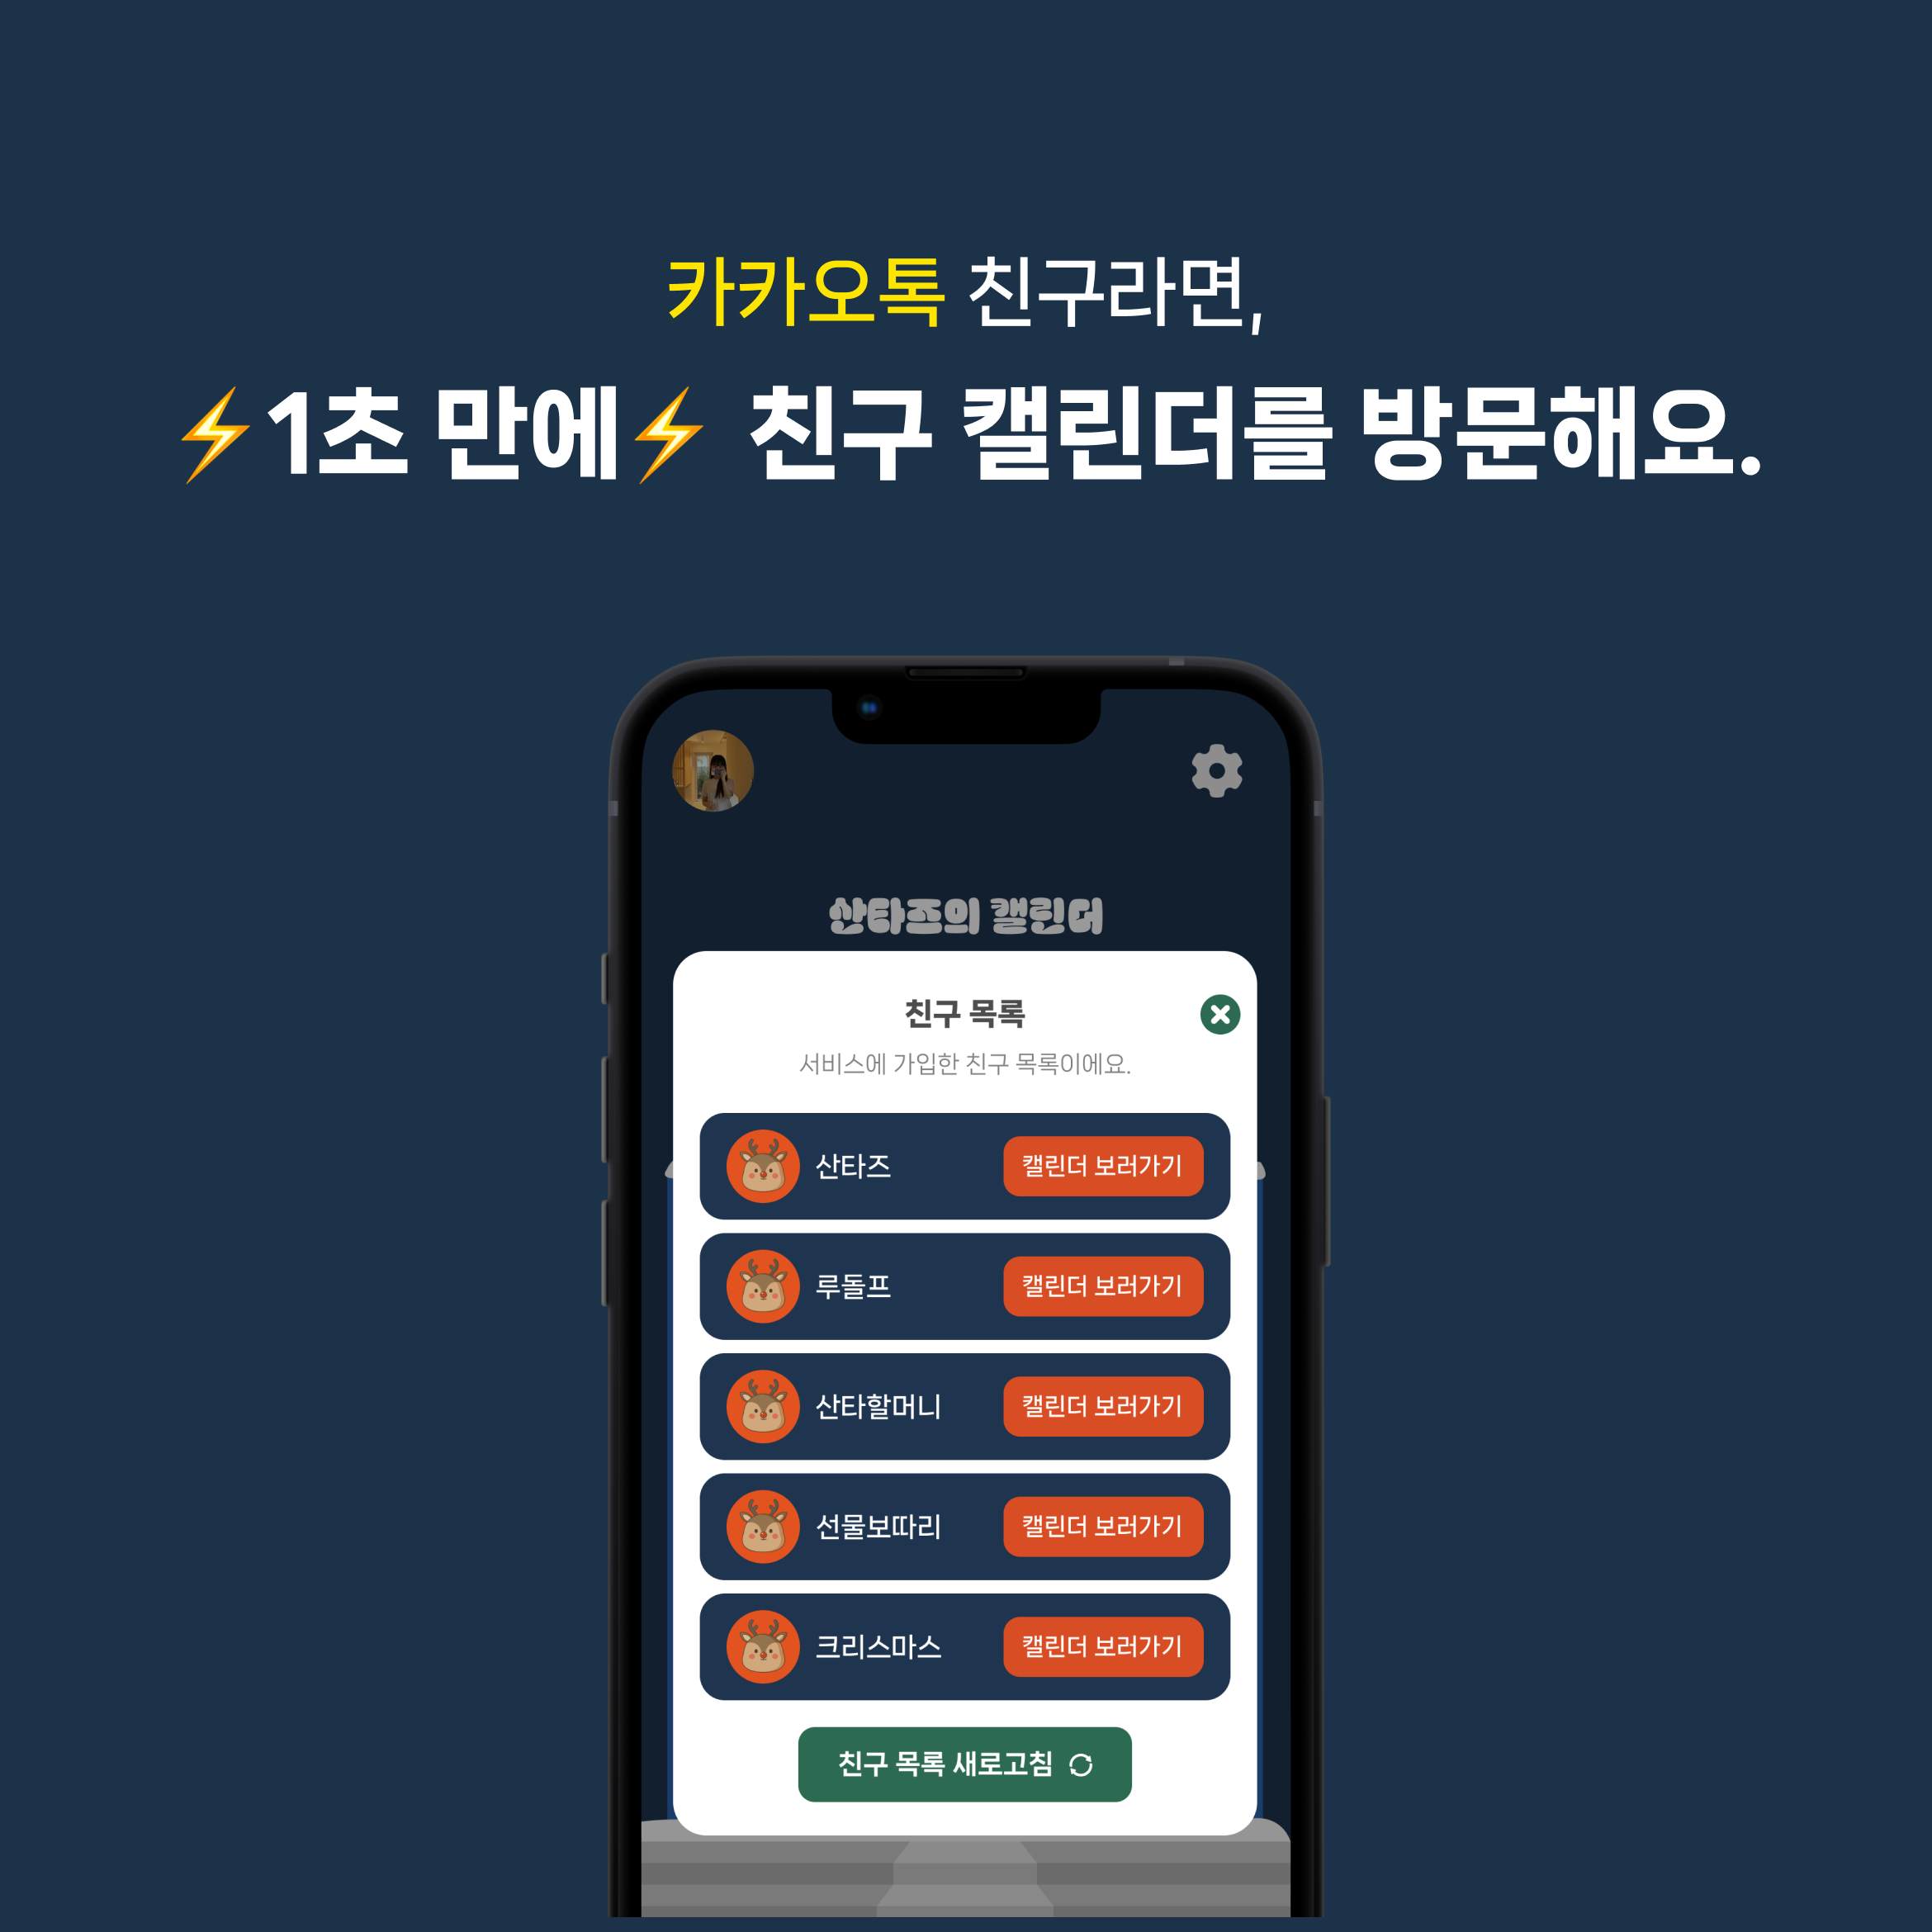 카카오톡 친구라면,
⚡1초 만에⚡ 친구 캘린더를 방문해요.
산타즈의 캘린더
친구 목록
서비스에 가입한 친구 목록이에요.
산타즈 캘린더 보러가기
루돌프 캘린더 보러가기
산타할머니 캘린더 보러가기
선물보따리 캘린더 보러가기
크리스마스 캘린더 보러가기
친구 목록 새로고침